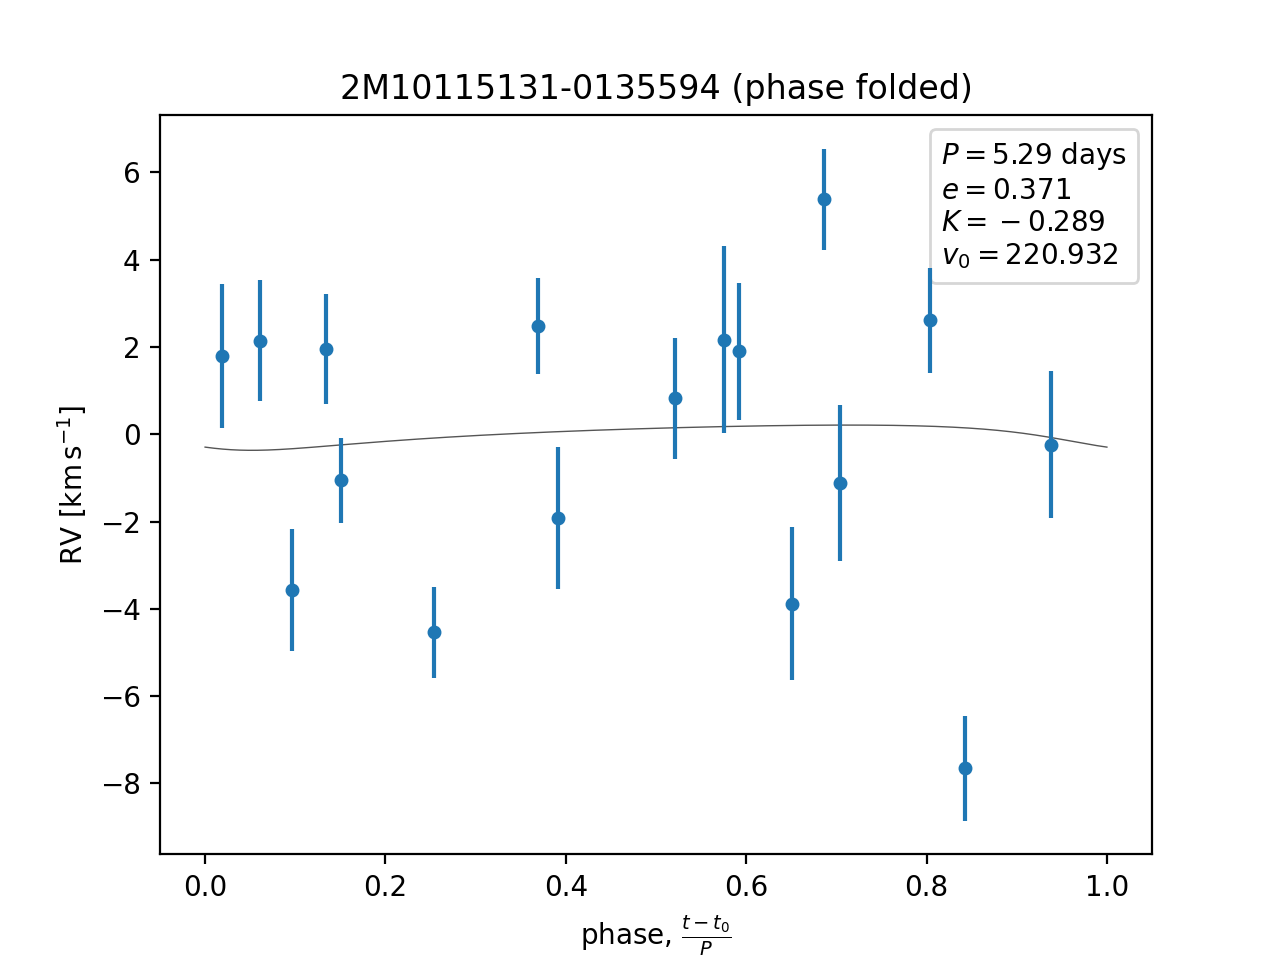 2M10115131-0135594 (phase folded)
P = 5.29 days
e = 0.371
K = −0.289
v₀ = 220.932
6
4
2
0
−2
−4
−6
−8
RV [km s⁻¹]
0.0 0.2 0.4 0.6 0.8 1.0
phase, (t − t₀)/P